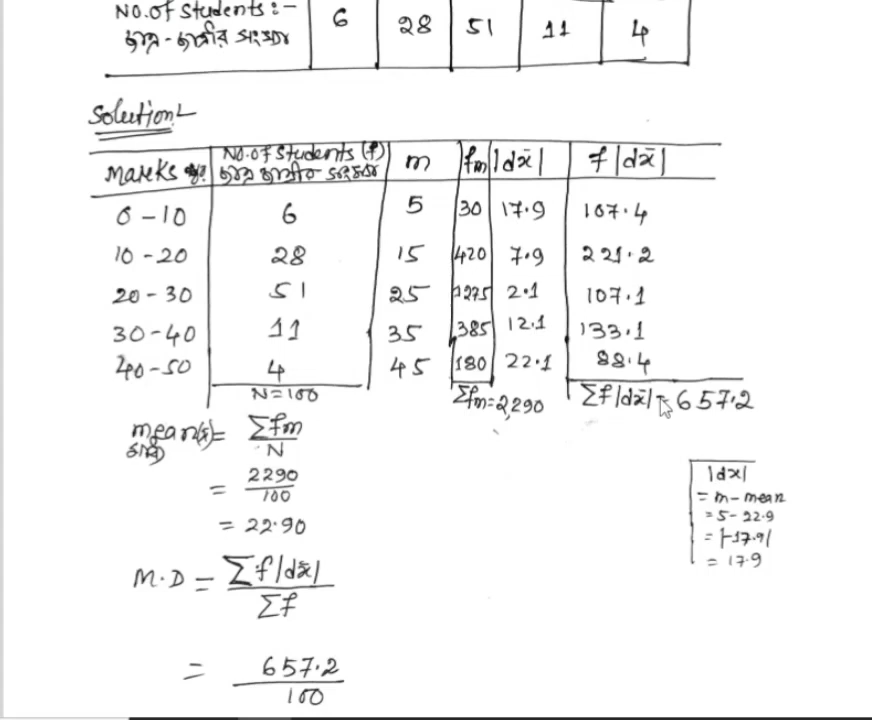 NO.of Students :- 6 28 51 11 4
ছাত্র-ছাত্রীর সংখ্যা
Solution:-
Marks NO.of Students (f) m fm |dx̄| f |dx̄|
ছাত্র ছাত্রীর সংখ্যা
0-10 6 5 30 17.9 107.4
10-20 28 15 420 7.9 221.2
20-30 51 25 1275 2.1 107.1
30-40 11 35 385 12.1 133.1
40-50 4 45 180 22.1 88.4
N=100 Σfm=2,290 Σf|dx̄|=657.2
mean(x̄)= Σfm
N
= 2290
100
= 22.90
|dx|
= m-mean
= 5-22.9
= |-17.9|
= 17.9
M.D = Σf|dx̄|
Σf
= 657.2
100